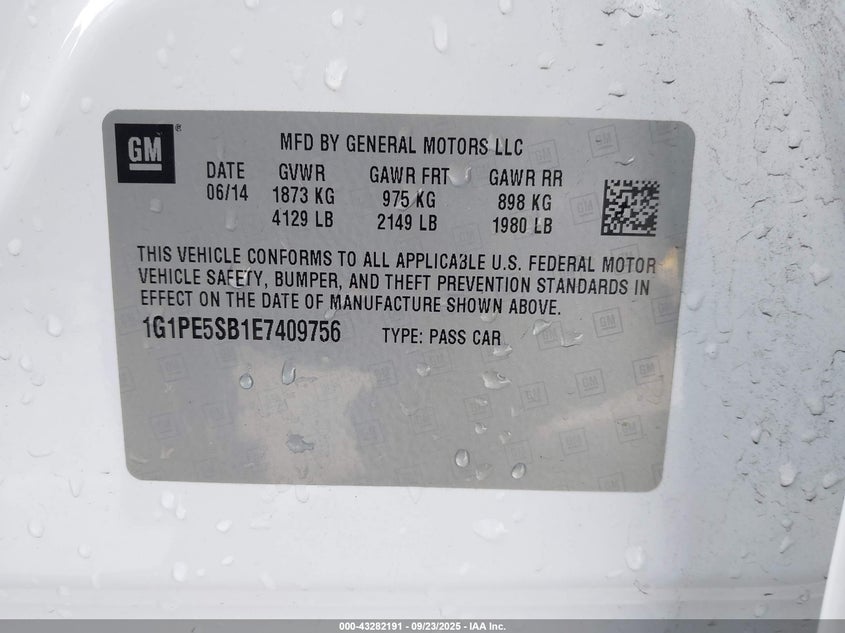 GM ®
MFD BY GENERAL MOTORS LLC
DATE GVWR GAWR FRT GAWR RR
06/14 1873 KG 975 KG 898 KG
4129 LB 2149 LB 1980 LB
THIS VEHICLE CONFORMS TO ALL APPLICABLE U.S. FEDERAL MOTOR
VEHICLE SAFETY, BUMPER, AND THEFT PREVENTION STANDARDS IN
EFFECT ON THE DATE OF MANUFACTURE SHOWN ABOVE.
1G1PE5SB1E7409756 TYPE: PASS CAR
000-43282191 - 09/23/2025 - IAA Inc.